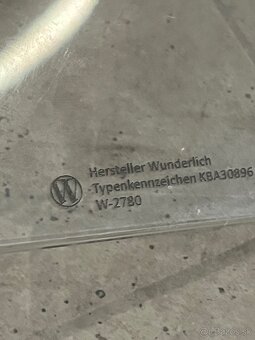 W
Hersteller Wunderlich
Typenkennzeichen KBA30896
W-2780